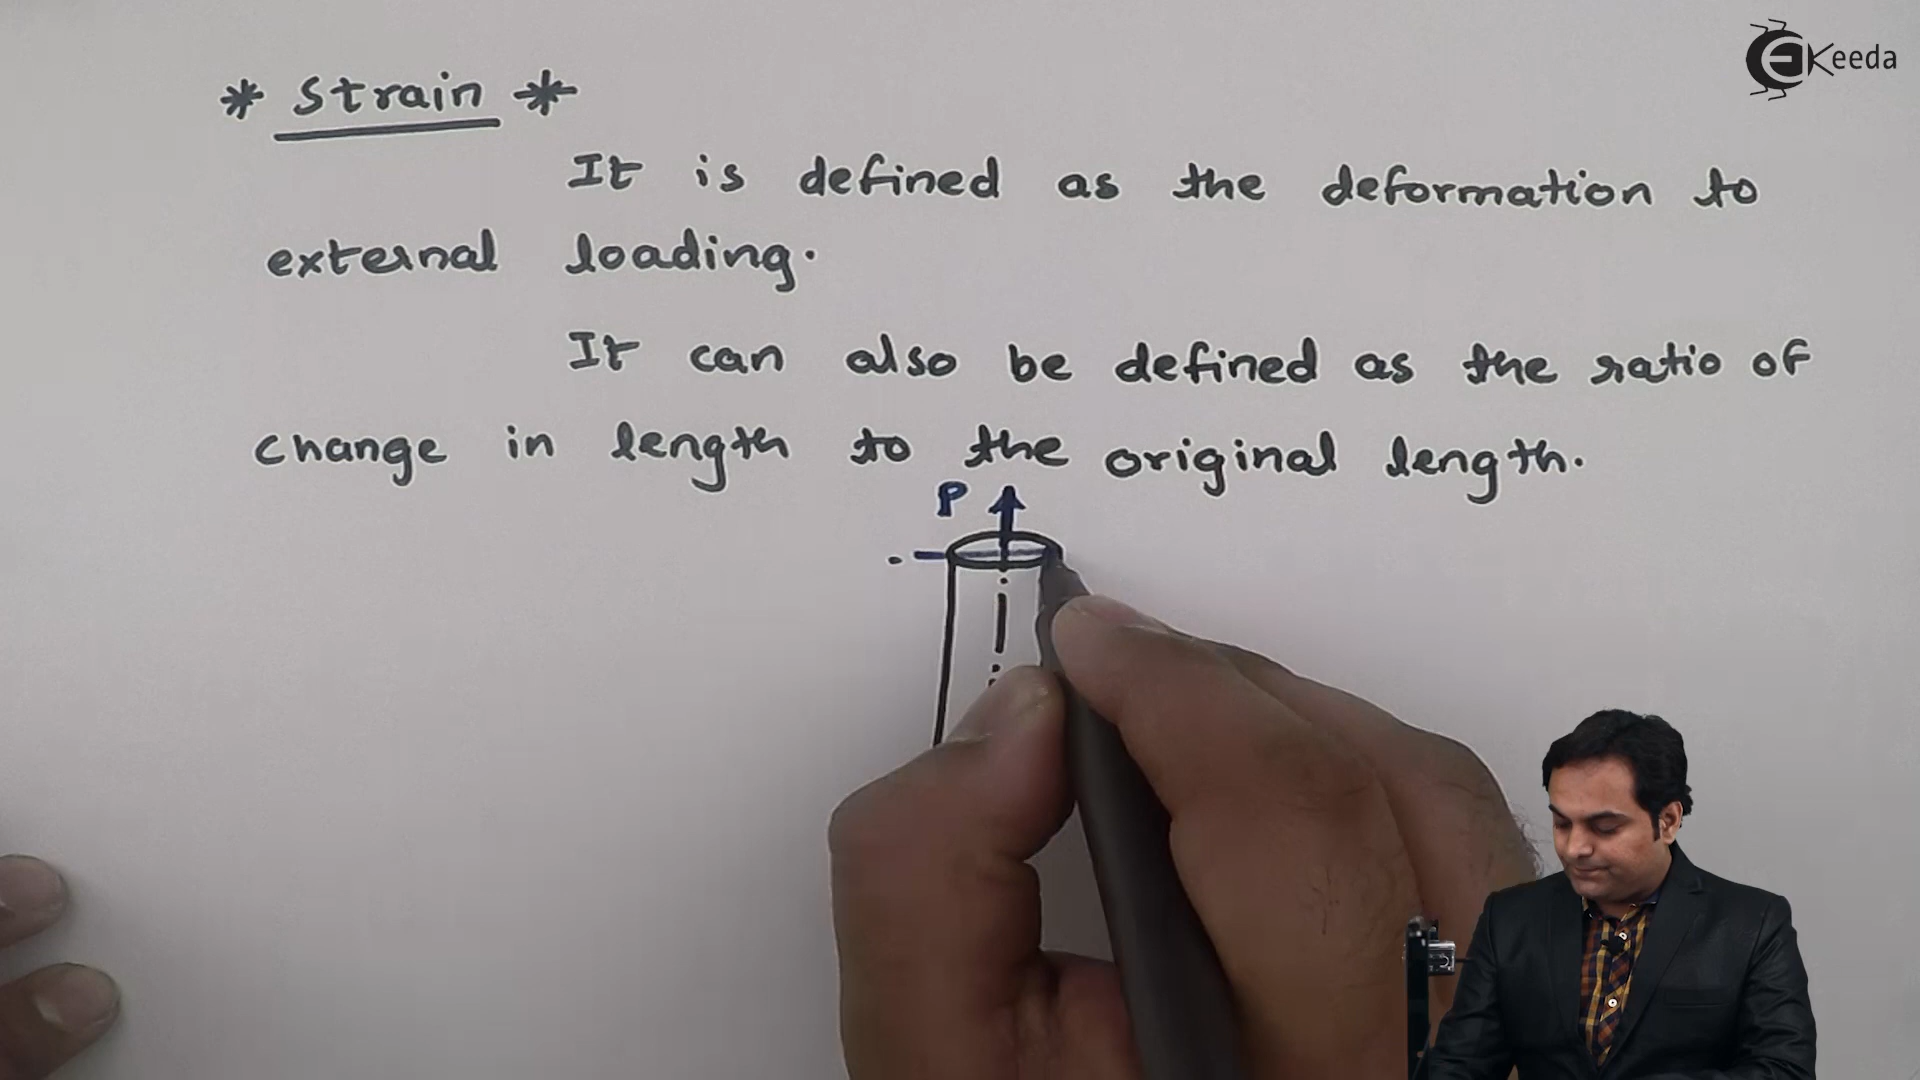 * Strain *
It is defined as the deformation to
external loading.
It can also be defined as the ratio of
change in length to the original length.
P
Keeda